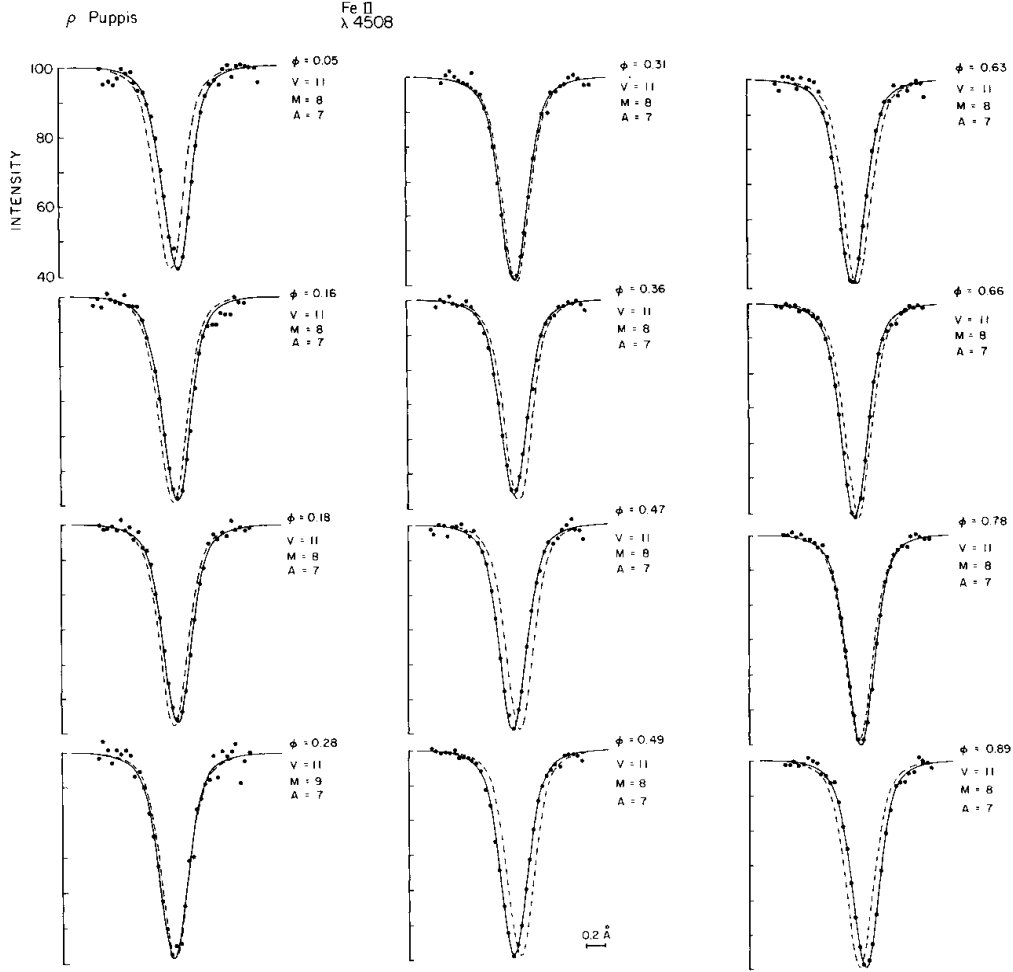 ρ Puppis
Fe II
λ 4508
INTENSITY
100
80
60
40
φ = 0.05
V = 11
M = 8
A = 7
φ = 0.16
V = 11
M = 8
A = 7
φ = 0.18
V = 11
M = 8
A = 7
φ = 0.28
V = 11
M = 9
A = 7
φ = 0.31
V = 11
M = 8
A = 7
φ = 0.36
V = 11
M = 8
A = 7
φ = 0.47
V = 11
M = 8
A = 7
φ = 0.49
V = 11
M = 8
A = 7
0.2 Å
φ = 0.63
V = 11
M = 8
A = 7
φ = 0.66
V = 11
M = 8
A = 7
φ = 0.78
V = 11
M = 8
A = 7
φ = 0.89
V = 11
M = 8
A = 7